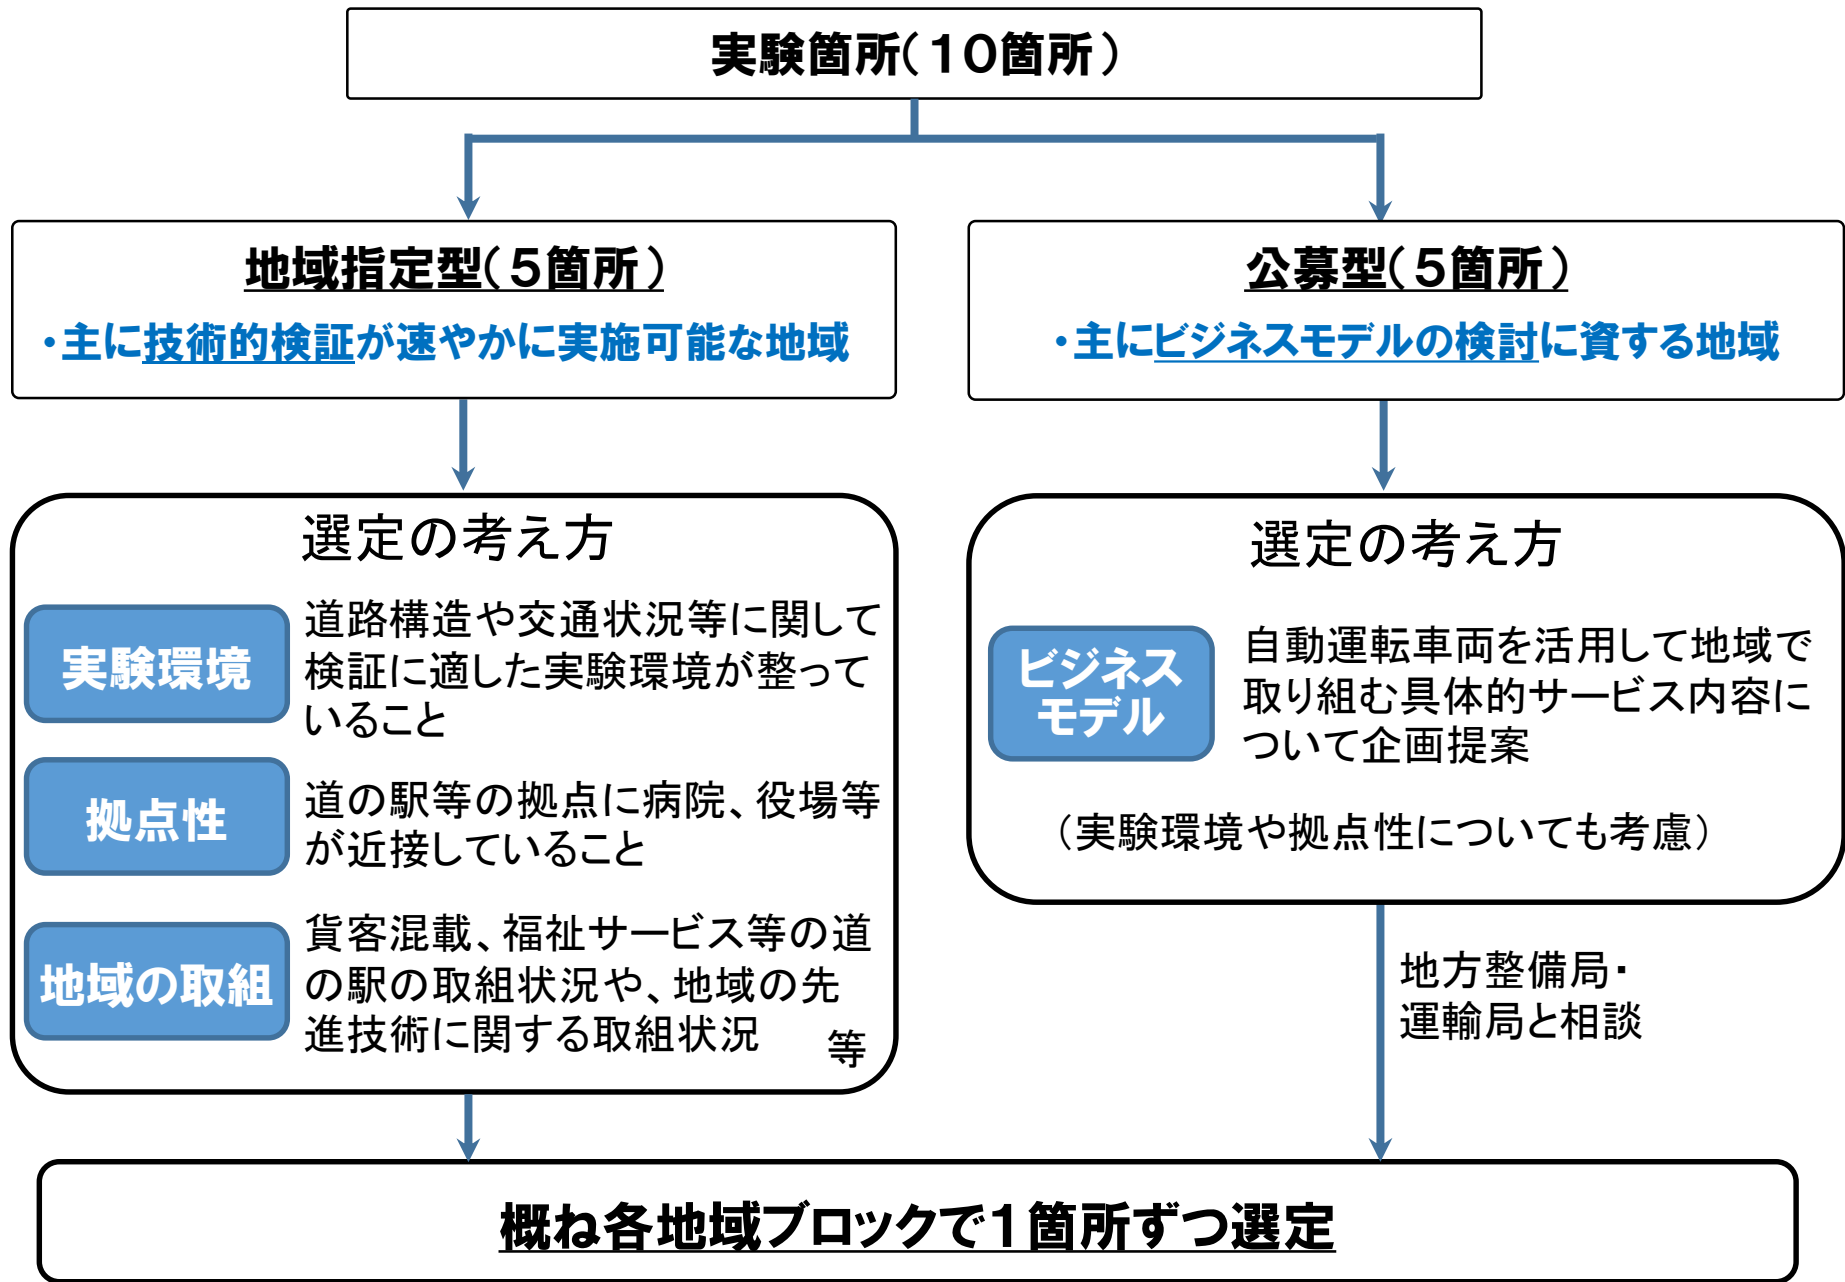 実験箇所(10箇所)
地域指定型(5箇所)
・主に技術的検証が速やかに実施可能な地域
選定の考え方
実験環境
道路構造や交通状況等に関して
検証に適した実験環境が整って
いること
拠点性
道の駅等の拠点に病院、役場等
が近接していること
地域の取組
貨客混載、福祉サービス等の道
の駅の取組状況や、地域の先
進技術に関する取組状況 等
公募型(5箇所)
・主にビジネスモデルの検討に資する地域
選定の考え方
ビジネス
モデル
自動運転車両を活用して地域で
取り組む具体的サービス内容に
ついて企画提案
(実験環境や拠点性についても考慮)
地方整備局・
運輸局と相談
概ね各地域ブロックで1箇所ずつ選定